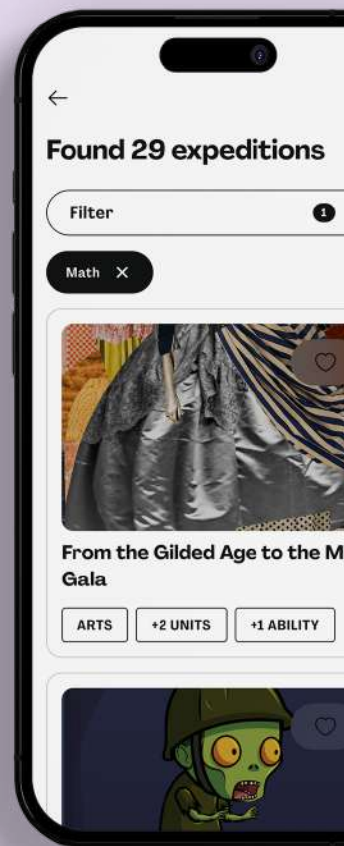 Found 29 expeditions
Filter 1
Math X
From the Gilded Age to the
Gala
ARTS +2 UNITS +1 ABILITY